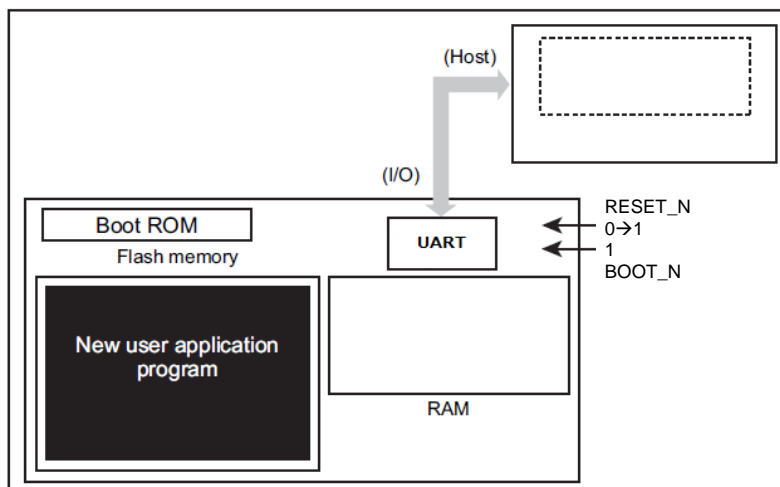 (Host)
(I/O)
RESET_N
0→1
1
BOOT_N
Boot ROM
UART
Flash memory
New user application
program
RAM